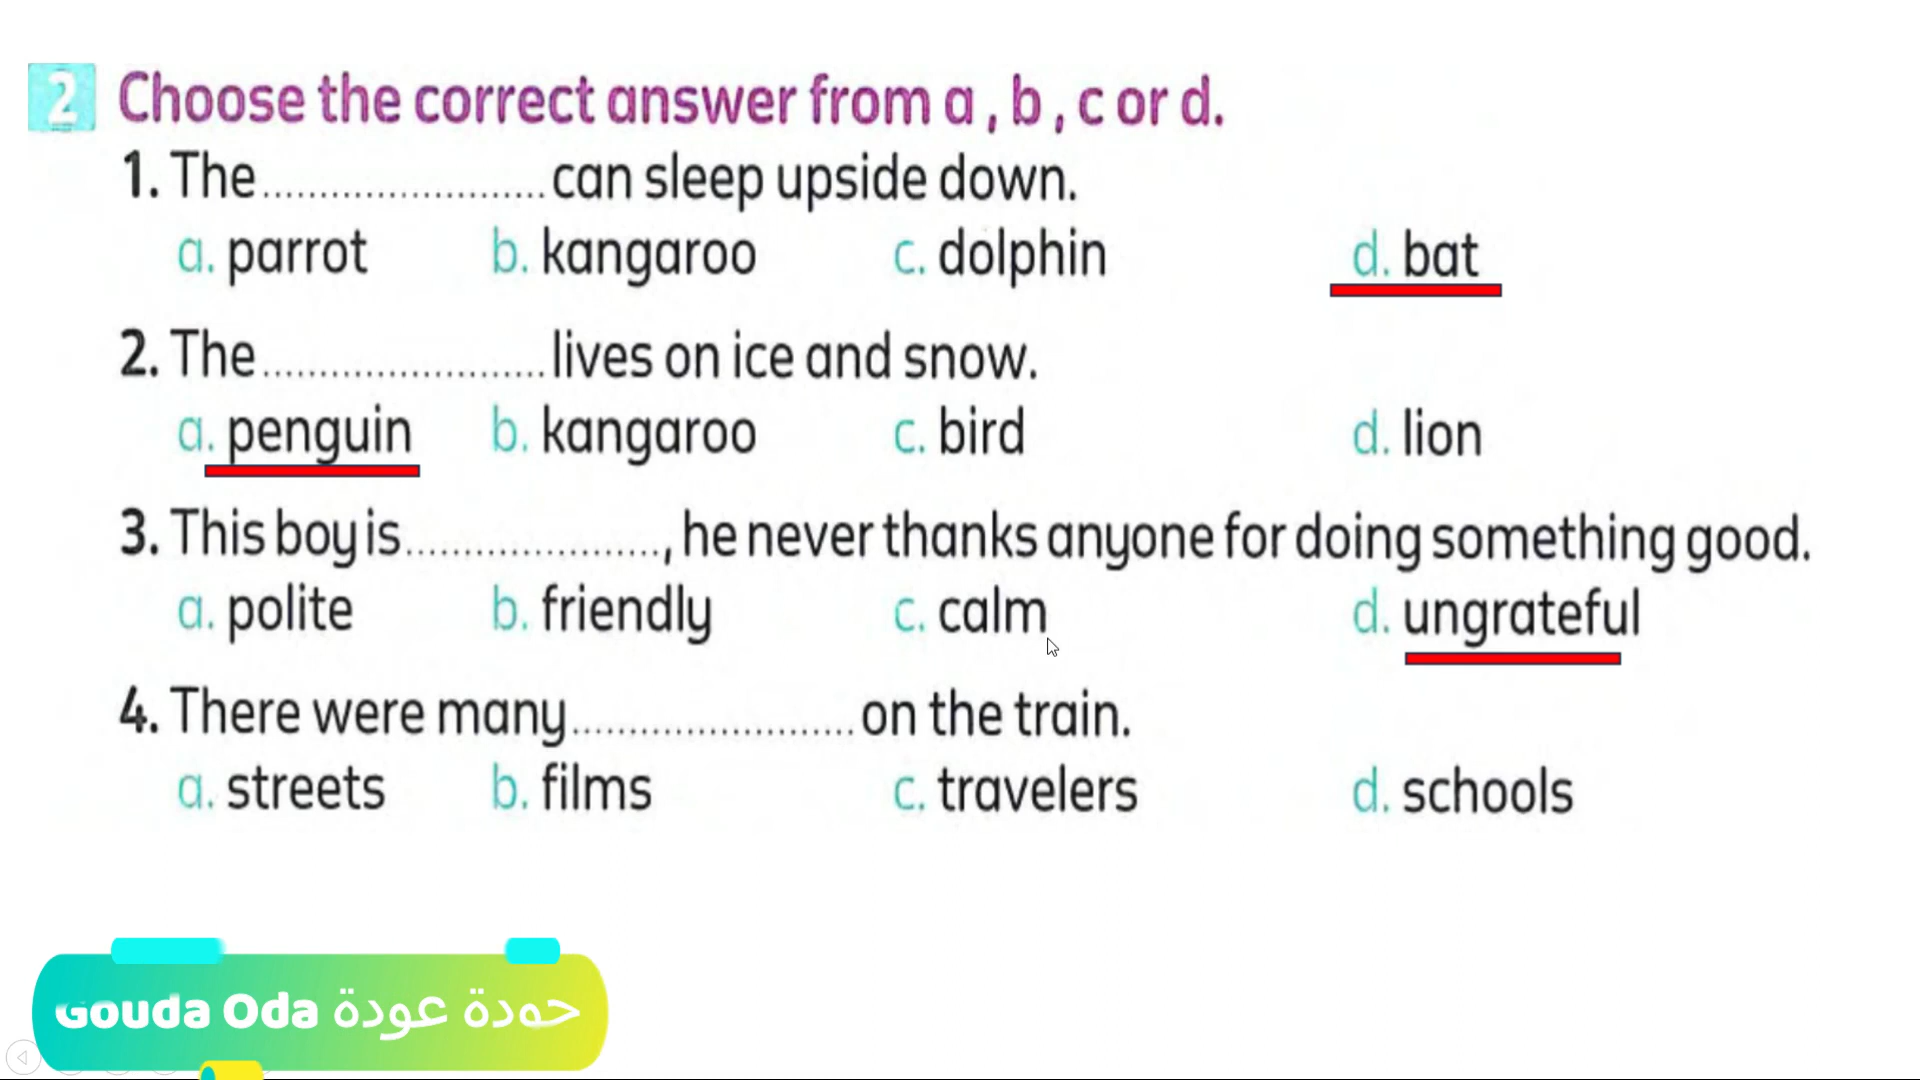 2 Choose the correct answer from a , b , c or d.
1. The........................can sleep upside down.
a. parrot b. kangaroo c. dolphin d. bat
2. The........................lives on ice and snow.
a. penguin b. kangaroo c. bird d. lion
3. This boy is......................, he never thanks anyone for doing something good.
a. polite b. friendly c. calm d. ungrateful
4. There were many........................on the train.
a. streets b. films c. travelers d. schools
Gouda Oda جودة عودة